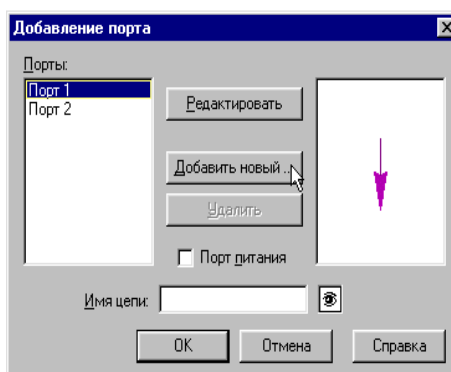 Добавление порта
Порты:
Порт 1
Порт 2
Редактировать
Добавить новый ...
Удалить
Порт питания
Имя цепи:
OK
Отмена
Справка